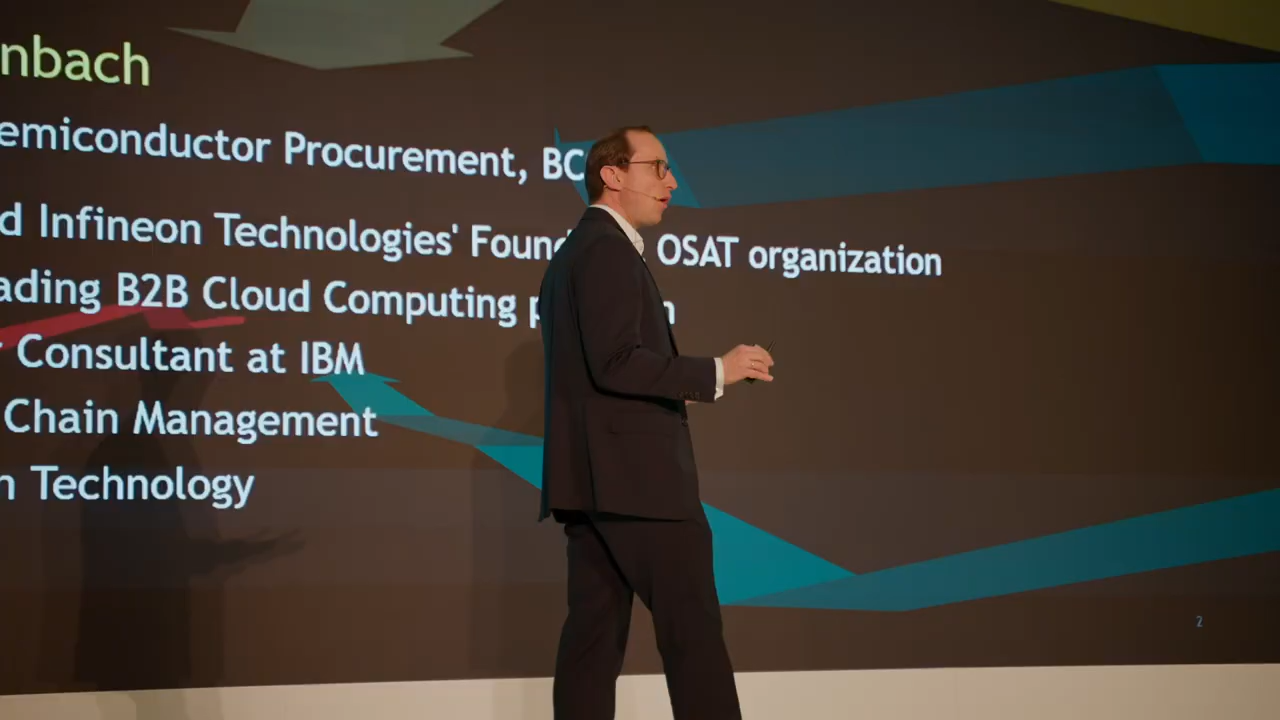 nbach
emiconductor Procurement, BC
d Infineon Technologies' Foun OSAT organization
ading B2B Cloud Computing p
Consultant at IBM
Chain Management
n Technology
2